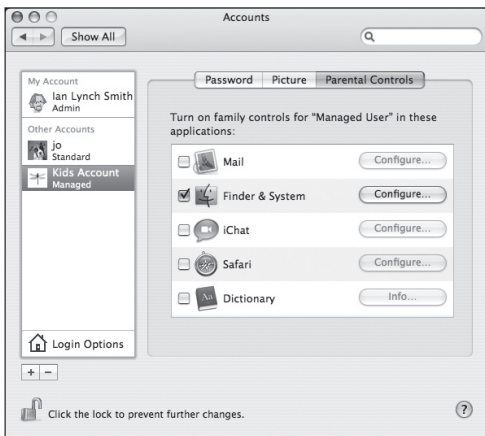 Accounts
Show All
My Account
Ian Lynch Smith
Admin
Other Accounts
jo
Standard
Kids Account
Managed
Login Options
Password Picture Parental Controls
Turn on family controls for “Managed User” in these
applications:
Mail Configure...
Finder & System Configure...
iChat Configure...
Safari Configure...
Aa Dictionary Info...
+ −
Click the lock to prevent further changes.
?